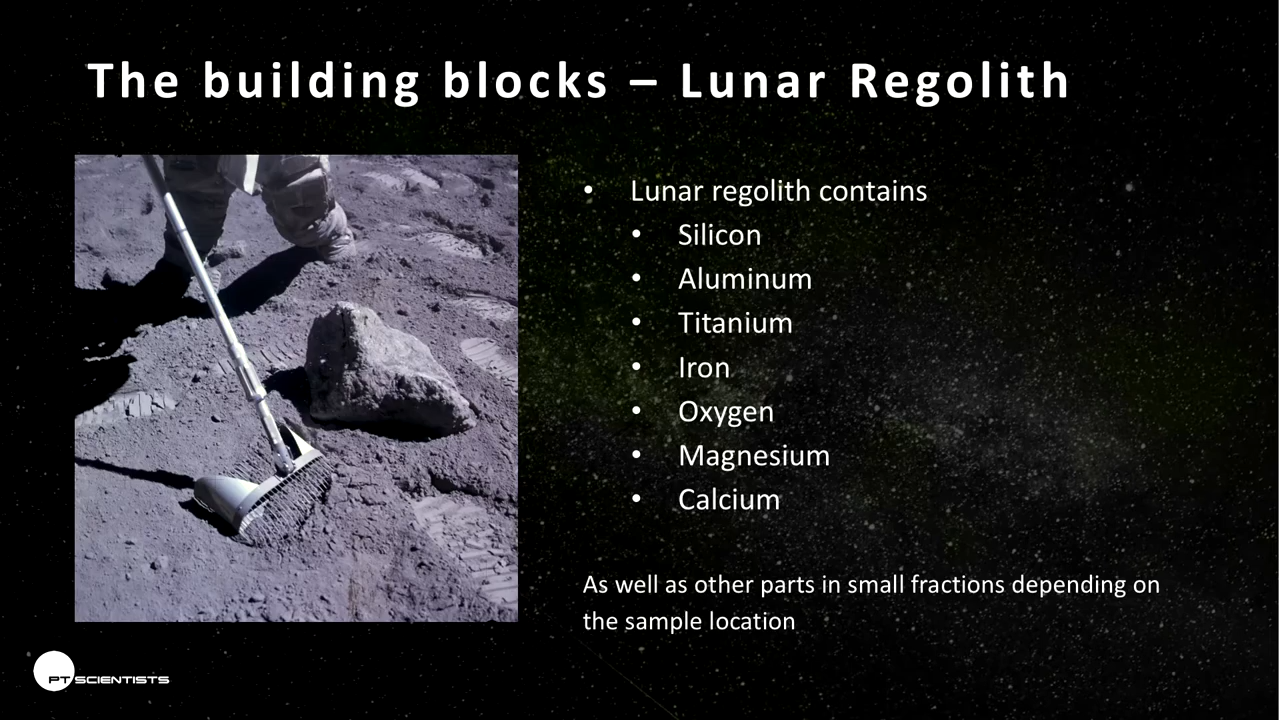 The building blocks – Lunar Regolith
• Lunar regolith contains
• Silicon
• Aluminum
• Titanium
• Iron
• Oxygen
• Magnesium
• Calcium
As well as other parts in small fractions depending on
the sample location
PT SCIENTISTS